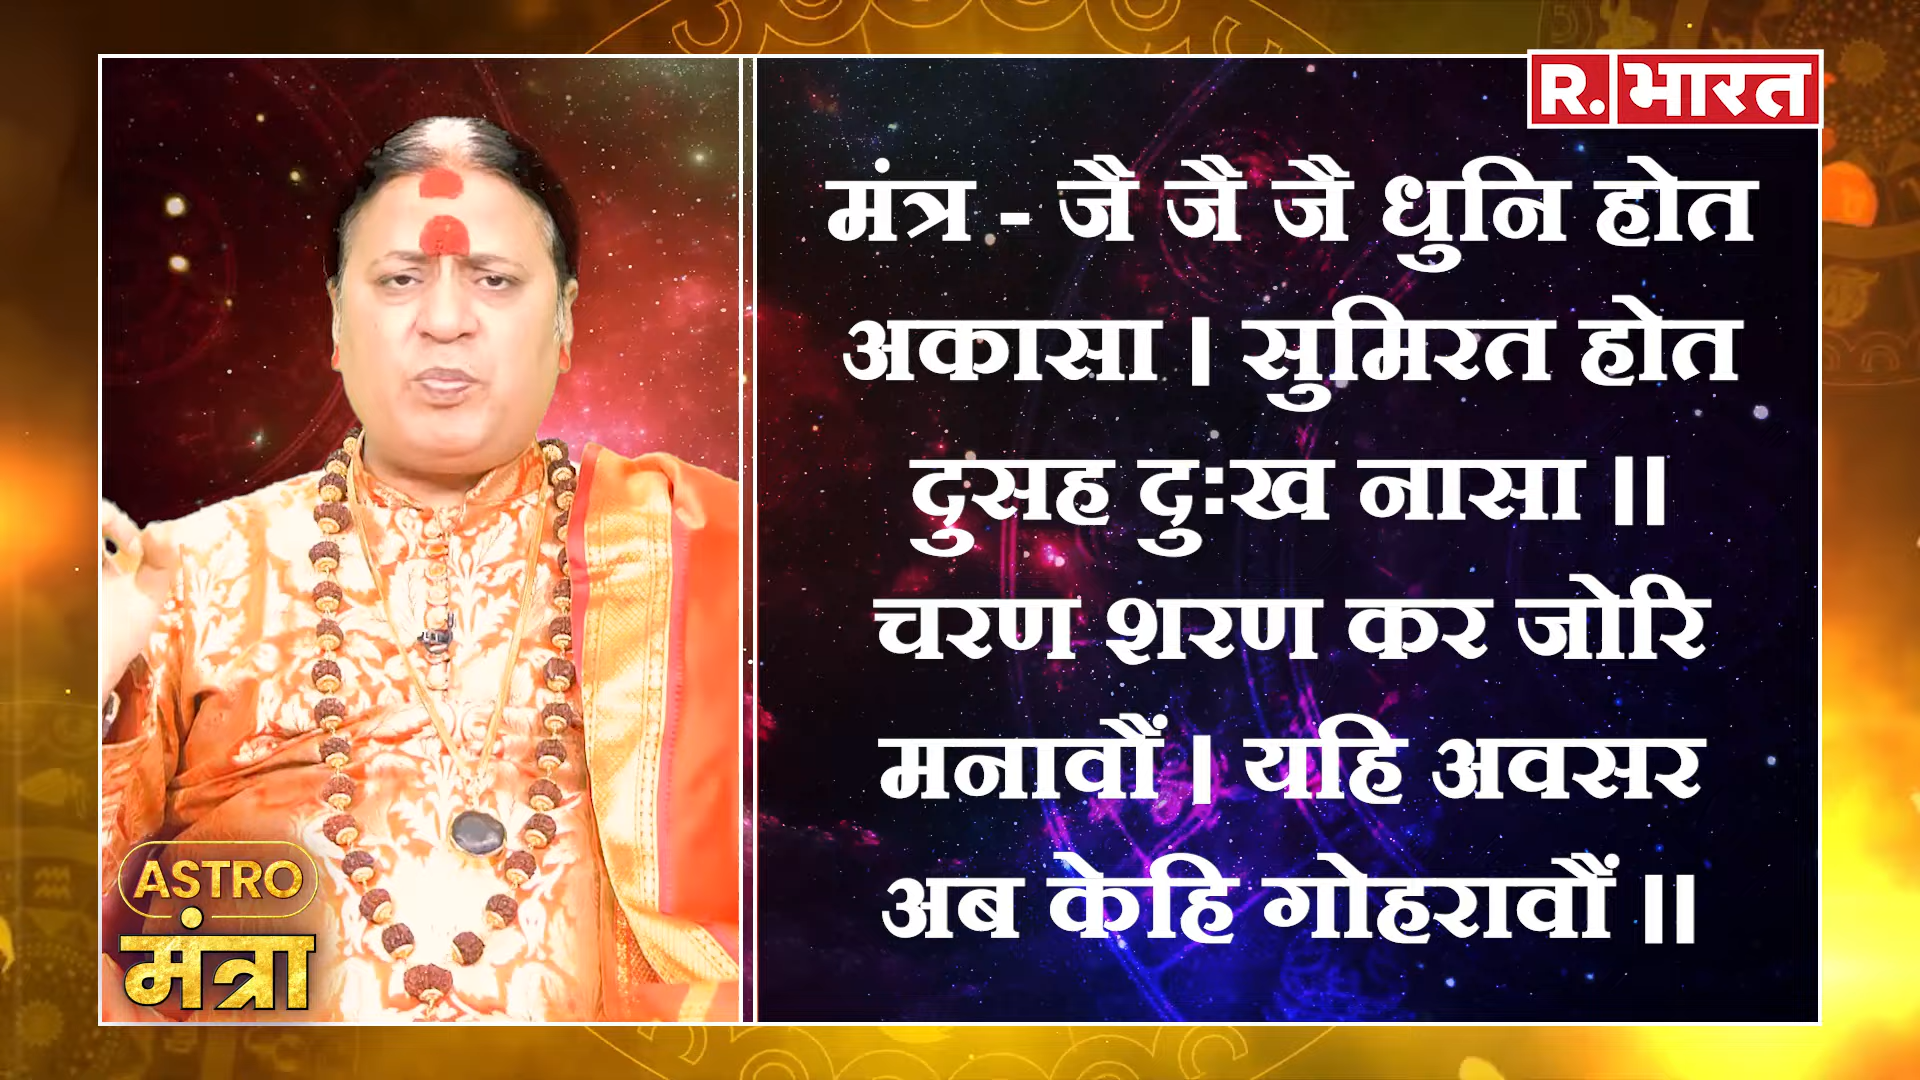 R. भारत
मंत्र - जै जै जै धुनि होत
अकासा । सुमिरत होत
दुसह दुःख नासा ॥
चरण शरण कर जोरि
मनावौं । यहि अवसर
अब केहि गोहरावौं ॥
ASTRO
मंत्रा